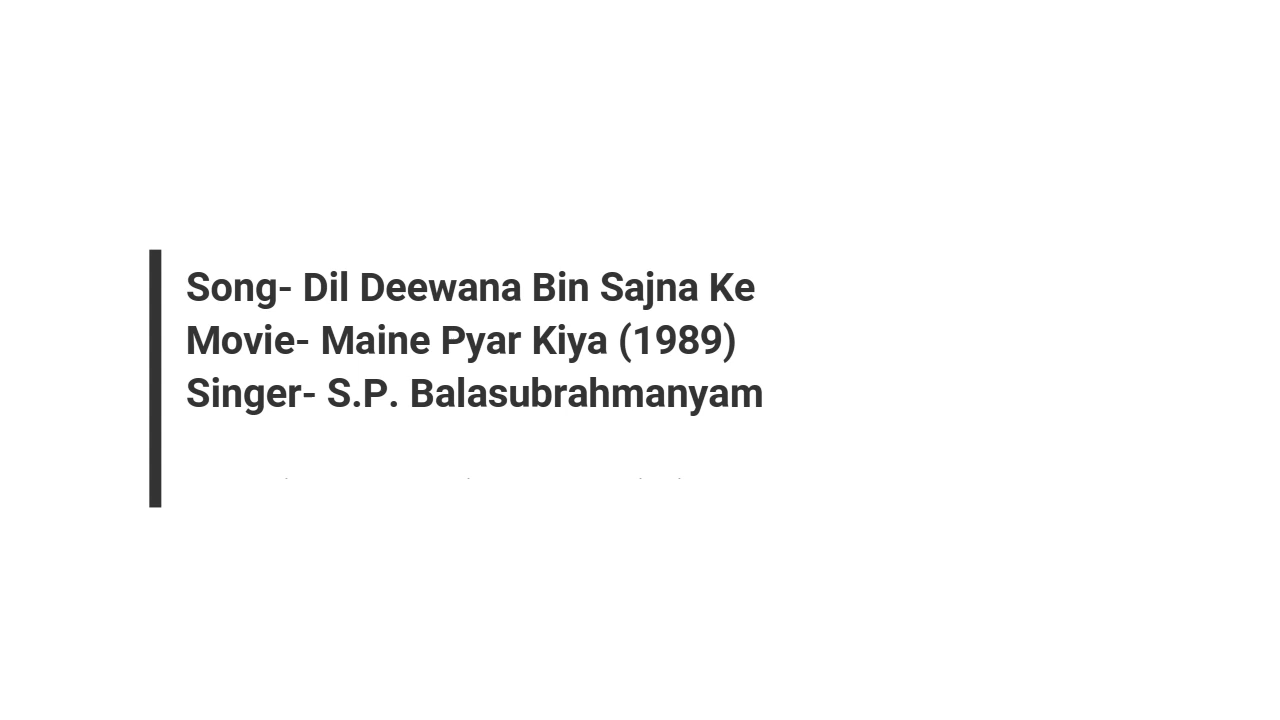 Song- Dil Deewana Bin Sajna Ke
Movie- Maine Pyar Kiya (1989)
Singer- S.P. Balasubrahmanyam